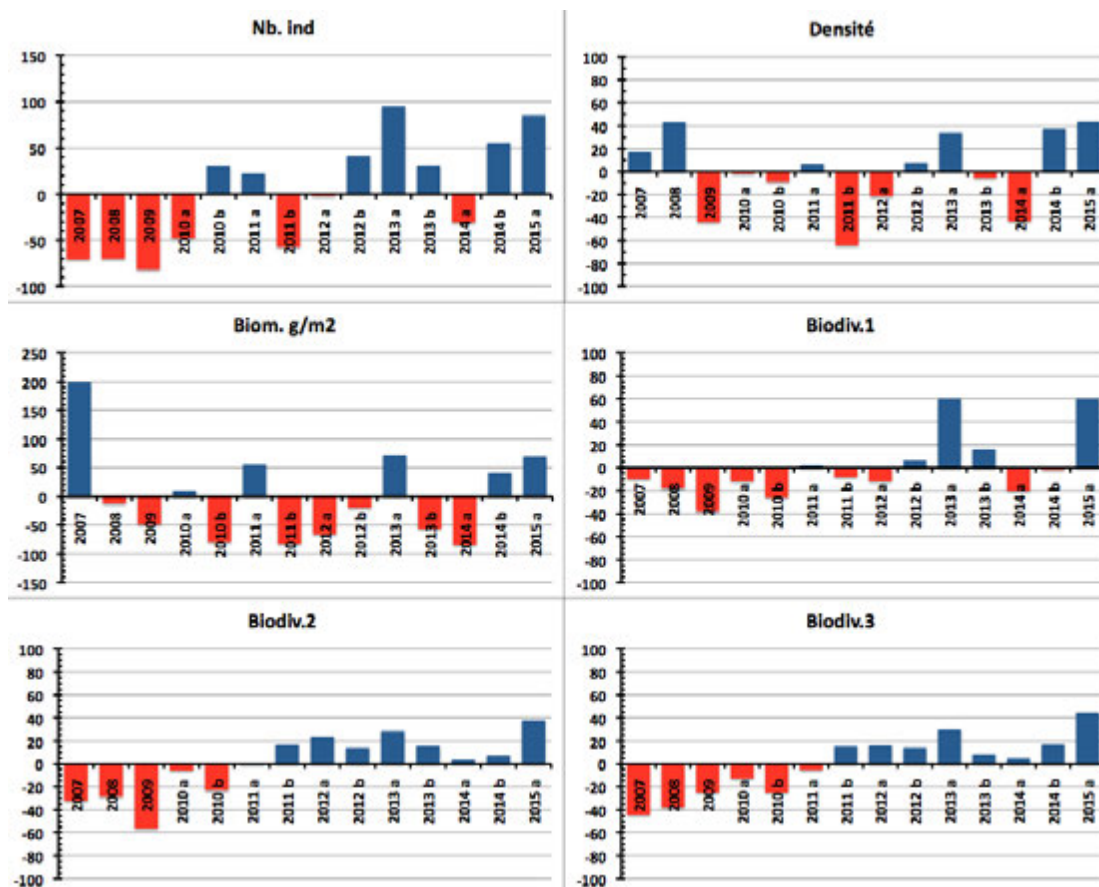 Nb. ind
150
100
50
0
-50
-100
2007
2008
2009
2010 a
2010 b
2011 a
2011 b
2012 a
2012 b
2013 a
2013 b
2014 a
2014 b
2015 a
Densité
100
80
60
40
20
0
-20
-40
-60
-80
-100
2007
2008
2009
2010 a
2010 b
2011 a
2011 b
2012 a
2012 b
2013 a
2013 b
2014 a
2014 b
2015 a
Biom. g/m2
250
200
150
100
50
0
-50
-100
-150
2007
2008
2009
2010 a
2010 b
2011 a
2011 b
2012 a
2012 b
2013 a
2013 b
2014 a
2014 b
2015 a
Biodiv.1
100
80
60
40
20
0
-20
-40
-60
-80
-100
2007
2008
2009
2010 a
2010 b
2011 a
2011 b
2012 a
2012 b
2013 a
2013 b
2014 a
2014 b
2015 a
Biodiv.2
100
80
60
40
20
0
-20
-40
-60
-80
-100
2007
2008
2009
2010 a
2010 b
2011 a
2011 b
2012 a
2012 b
2013 a
2013 b
2014 a
2014 b
2015 a
Biodiv.3
100
80
60
40
20
0
-20
-40
-60
-80
-100
2007
2008
2009
2010 a
2010 b
2011 a
2011 b
2012 a
2012 b
2013 a
2013 b
2014 a
2014 b
2015 a